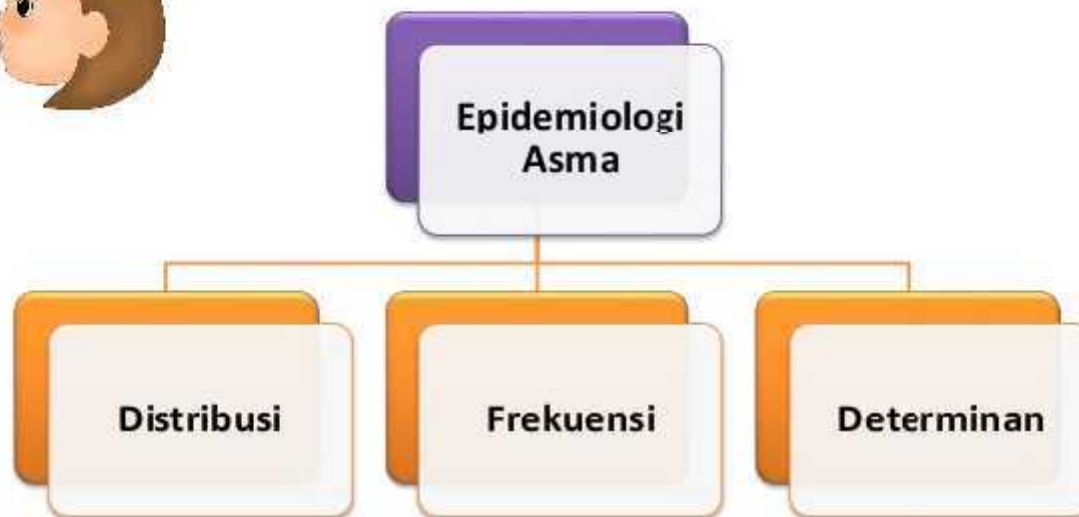 Epidemiologi
Asma
Distribusi
Frekuensi
Determinan